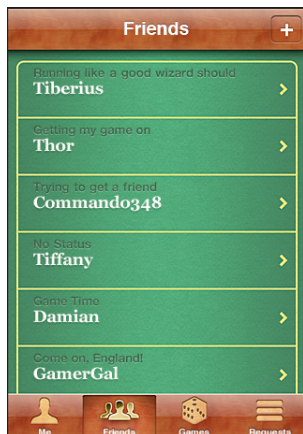 Friends
+
Running like a good wizard should
Tiberius
Getting my game on
Thor
Trying to get a friend
Commando348
No Status
Tiffany
Game Time
Damian
Come on, England!
GamerGal
Me
Friends
Games
Requests